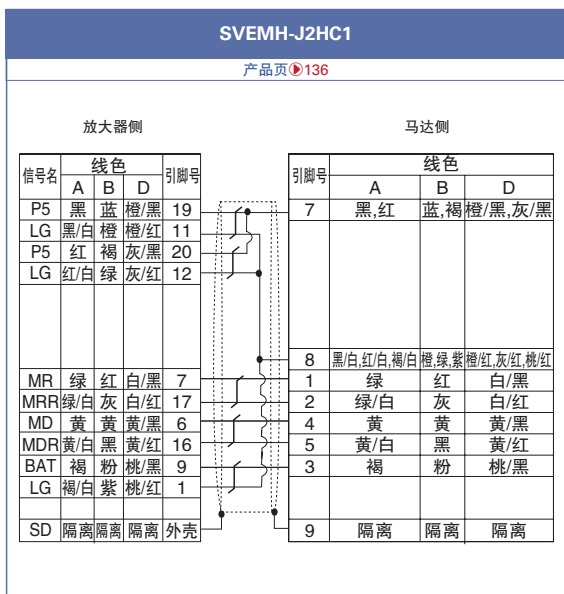 SVEMH-J2HC1
产品页▶136
放大器侧 马达侧
信号名 线色 引脚号 引脚号 线色
A B D A B D
P5 黑 蓝 橙/黑 19 7 黑,红 蓝,褐 橙/黑,灰/黑
LG 黑/白 橙 橙/红 11
P5 红 褐 灰/黑 20
LG 红/白 绿 灰/红 12
8 黑/白,红/白,褐/白 橙,绿,紫 橙/红,灰/红,桃/红
MR 绿 红 白/黑 7 1 绿 红 白/黑
MRR 绿/白 灰 白/红 17 2 绿/白 灰 白/红
MD 黄 黄 黄/黑 6 4 黄 黄 黄/黑
MDR 黄/白 黑 黄/红 16 5 黄/白 黑 黄/红
BAT 褐 粉 桃/黑 9 3 褐 粉 桃/黑
LG 褐/白 紫 桃/红 1
SD 隔离 隔离 隔离 外壳 9 隔离 隔离 隔离